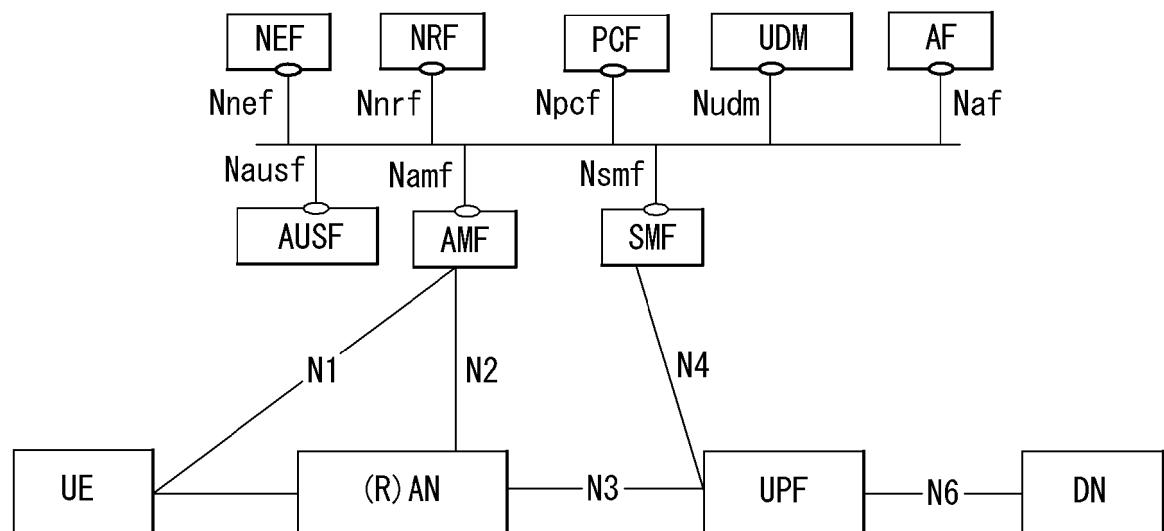 NEF NRF PCF UDM AF
Nnef Nnrf Npcf Nudm Naf
Nausf Namf Nsmf
AUSF AMF SMF
N1 N2 N4
UE (R)AN N3 UPF N6 DN